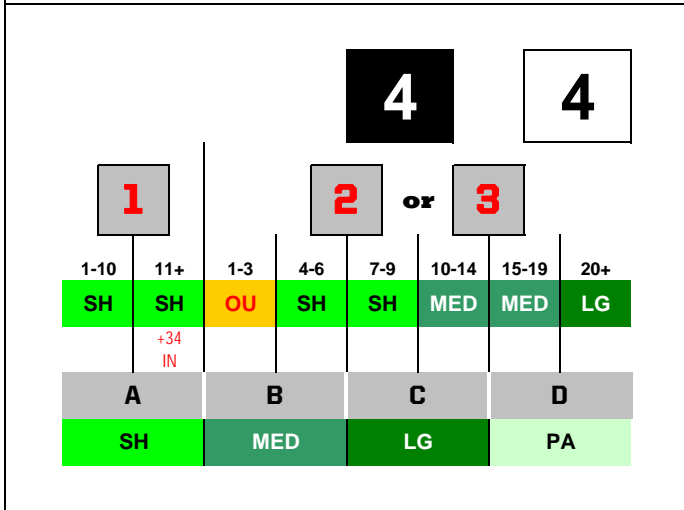 4 4
1 2 or 3
1-10 11+ 1-3 4-6 7-9 10-14 15-19 20+
SH SH OU SH SH MED MED LG
+34
IN
A B C D
SH MED LG PA